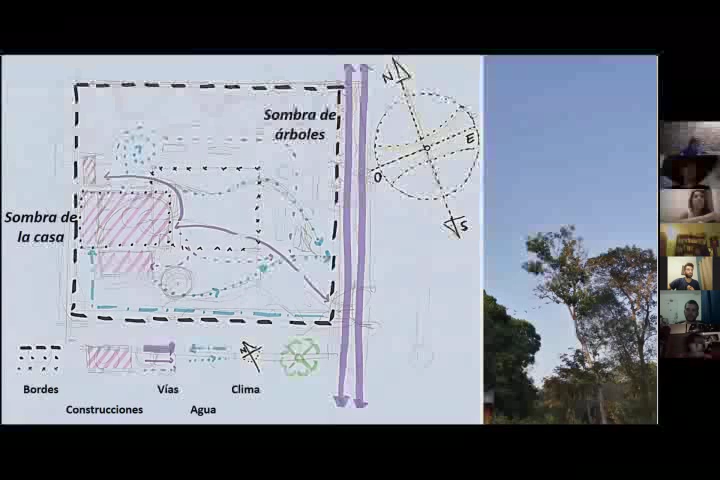 Sombra de
árboles
N
E
O
S
Sombra de
la casa
Bordes
Vías
Clima
Construcciones
Agua